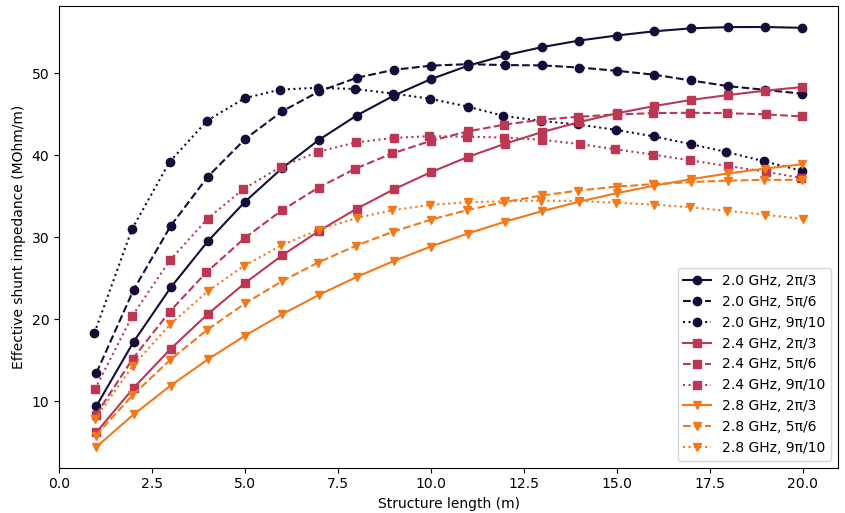 Effective shunt impedance (MOhm/m)
50
40
30
20
10
0.0 2.5 5.0 7.5 10.0 12.5 15.0 17.5 20.0
Structure length (m)
2.0 GHz, 2π/3
2.0 GHz, 5π/6
2.0 GHz, 9π/10
2.4 GHz, 2π/3
2.4 GHz, 5π/6
2.4 GHz, 9π/10
2.8 GHz, 2π/3
2.8 GHz, 5π/6
2.8 GHz, 9π/10